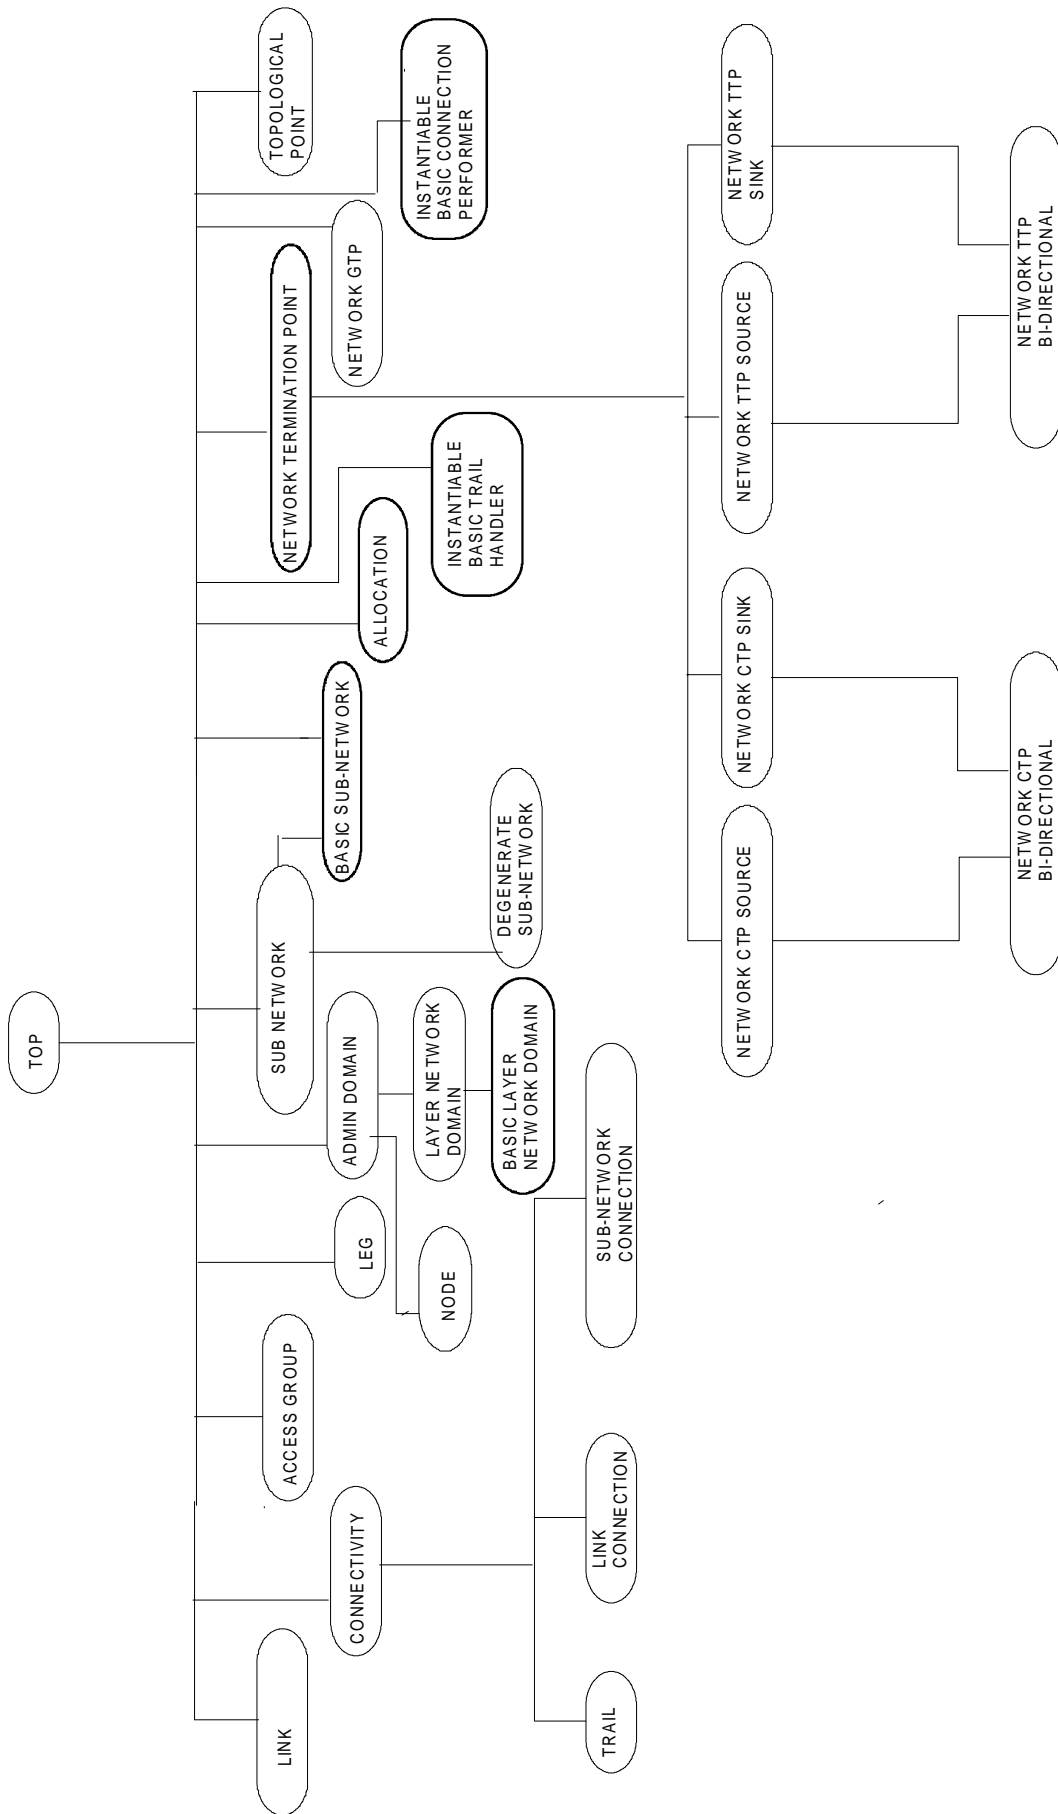 TOP
LINK
CONNECTIVITY
ACCESS GROUP
LEG
ADMIN DOMAIN
SUB NETWORK
BASIC SUB-NETWORK
ALLOCATION
NETWORK TERMINATION POINT
NETWORK GTP
TOPOLOGICAL
POINT
INSTANTIABLE
BASIC CONNECTION
PERFORMER
INSTANTIABLE
BASIC TRAIL
HANDLER
NODE
LAYER NETWORK
DOMAIN
DEGENERATE
SUB-NETWORK
BASIC LAYER
NETWORK DOMAIN
TRAIL
LINK
CONNECTION
SUB-NETWORK
CONNECTION
NETWORK CTP SOURCE
NETWORK CTP SINK
NETWORK TTP SOURCE
NETWORK TTP
SINK
NETWORK CTP
BI-DIRECTIONAL
NETWORK TTP
BI-DIRECTIONAL